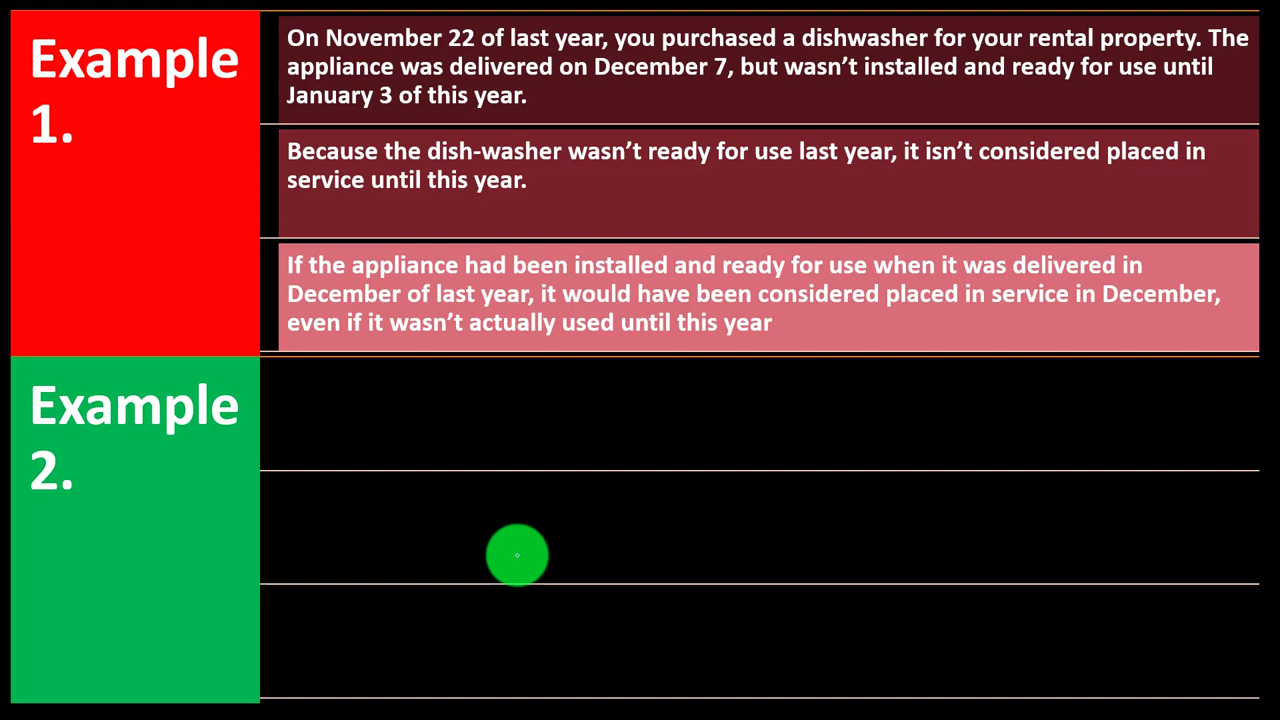 Example
1.
On November 22 of last year, you purchased a dishwasher for your rental property. The
appliance was delivered on December 7, but wasn’t installed and ready for use until
January 3 of this year.
Because the dish-washer wasn’t ready for use last year, it isn’t considered placed in
service until this year.
If the appliance had been installed and ready for use when it was delivered in
December of last year, it would have been considered placed in service in December,
even if it wasn’t actually used until this year
Example
2.